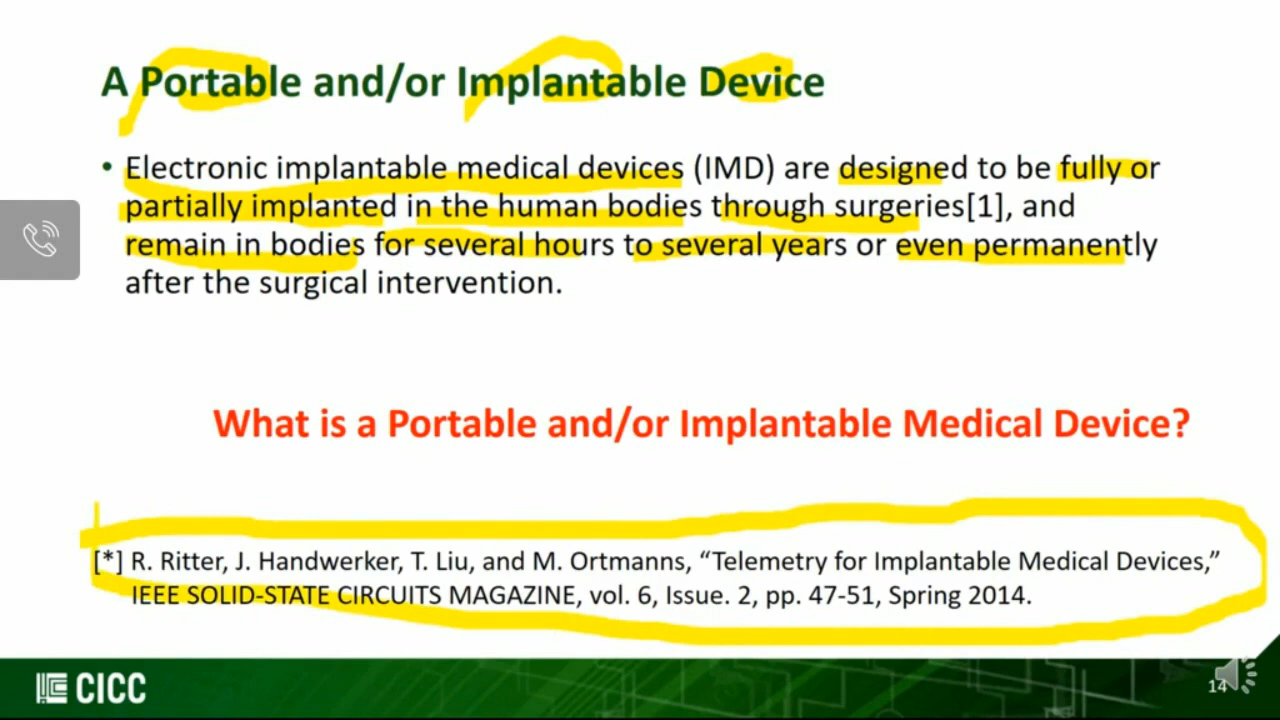 A Portable and/or Implantable Device
• Electronic implantable medical devices (IMD) are designed to be fully or
partially implanted in the human bodies through surgeries[1], and
remain in bodies for several hours to several years or even permanently
after the surgical intervention.
What is a Portable and/or Implantable Medical Device?
[*] R. Ritter, J. Handwerker, T. Liu, and M. Ortmanns, “Telemetry for Implantable Medical Devices,”
IEEE SOLID-STATE CIRCUITS MAGAZINE, vol. 6, Issue. 2, pp. 47-51, Spring 2014.
CICC
14